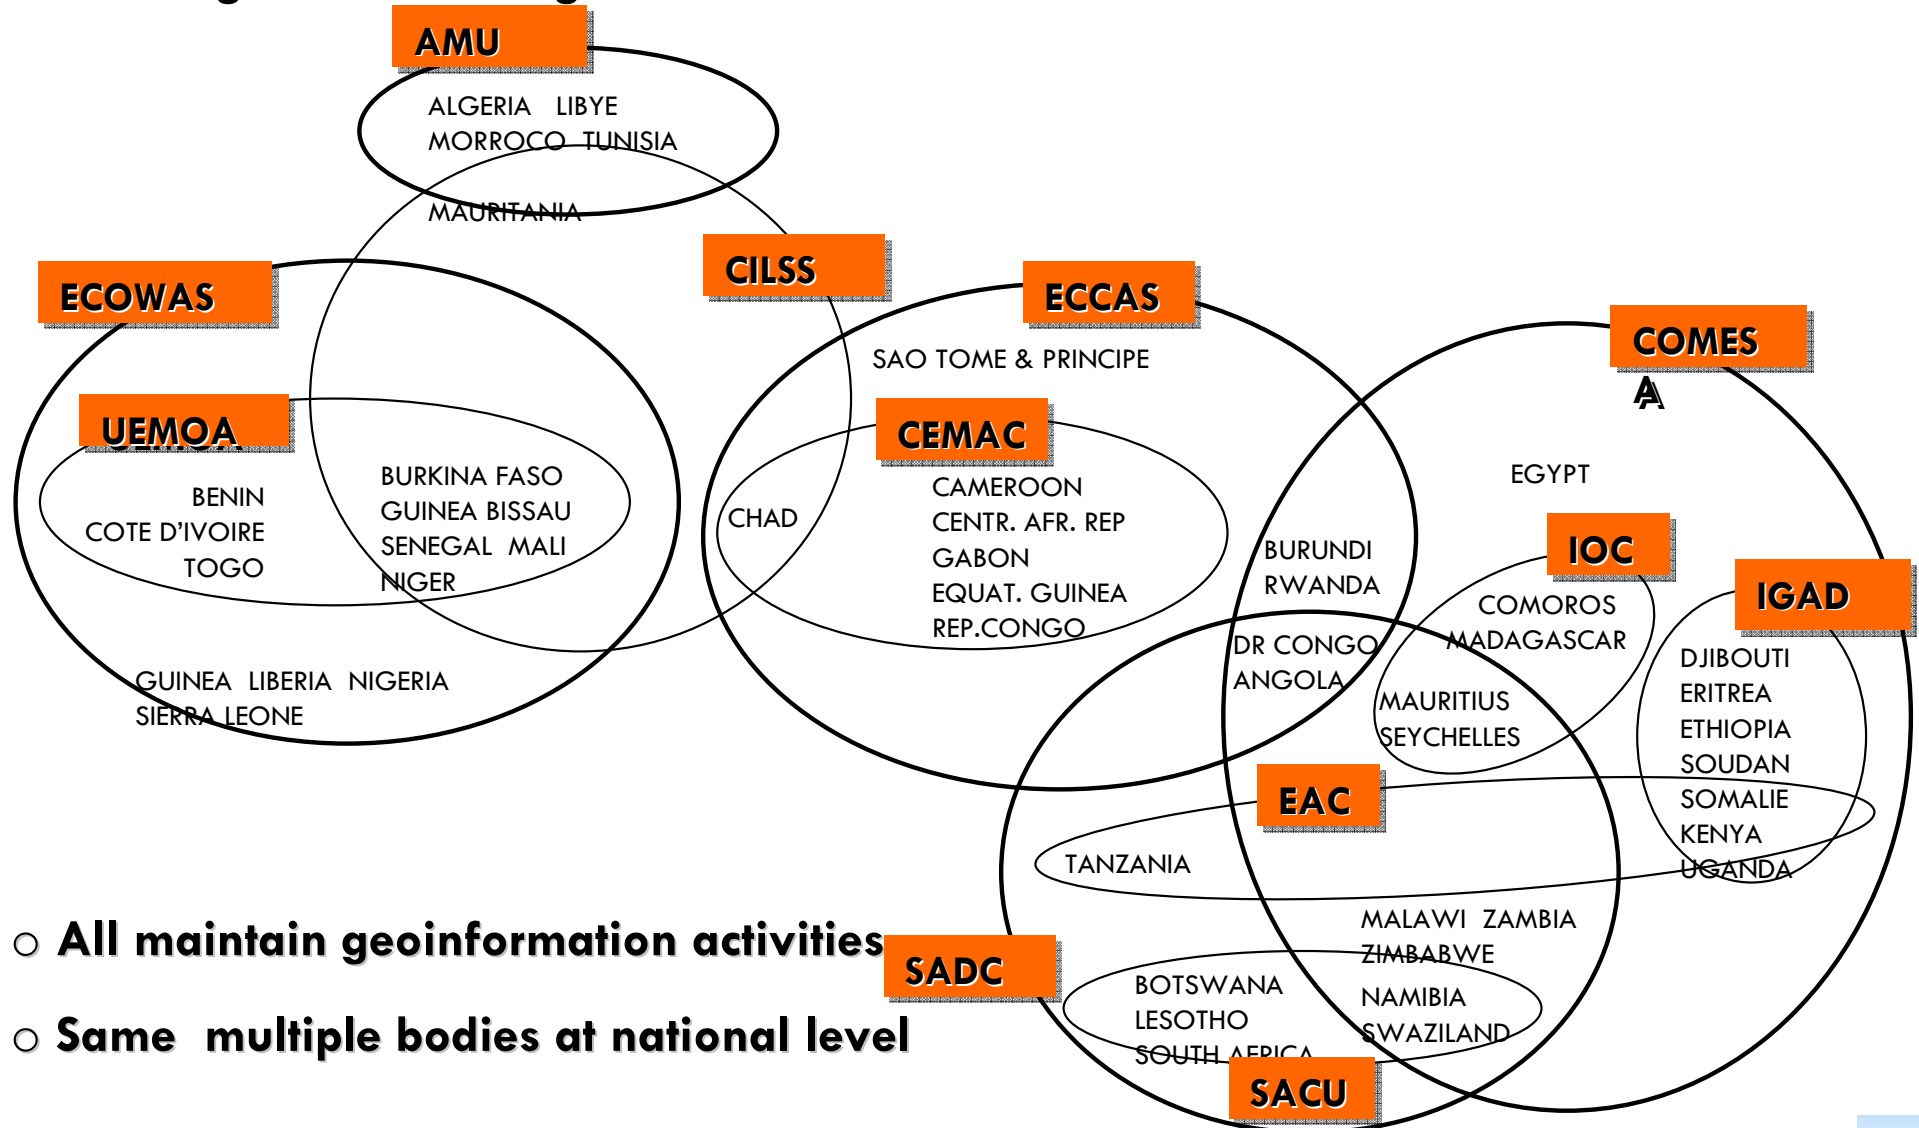 AMU
ALGERIA LIBYE
MORROCO TUNISIA
MAURITANIA
CILSS
ECOWAS
UEMOA
BENIN
COTE D'IVOIRE
TOGO
BURKINA FASO
GUINEA BISSAU
SENEGAL MALI
NIGER
GUINEA LIBERIA NIGERIA
SIERRA LEONE
ECCAS
SAO TOME & PRINCIPE
CEMAC
CHAD
CAMEROON
CENTR. AFR. REP
GABON
EQUAT. GUINEA
REP.CONGO
BURUNDI
RWANDA
DR CONGO
ANGOLA
COMES
A
EGYPT
IOC
COMOROS
MADAGASCAR
MAURITIUS
SEYCHELLES
IGAD
DJIBOUTI
ERITREA
ETHIOPIA
SOUDAN
SOMALIE
KENYA
UGANDA
EAC
TANZANIA
MALAWI ZAMBIA
ZIMBABWE
SADC
BOTSWANA
LESOTHO
SOUTH AFRICA
NAMIBIA
SWAZILAND
SACU
○ All maintain geoinformation activities
○ Same multiple bodies at national level